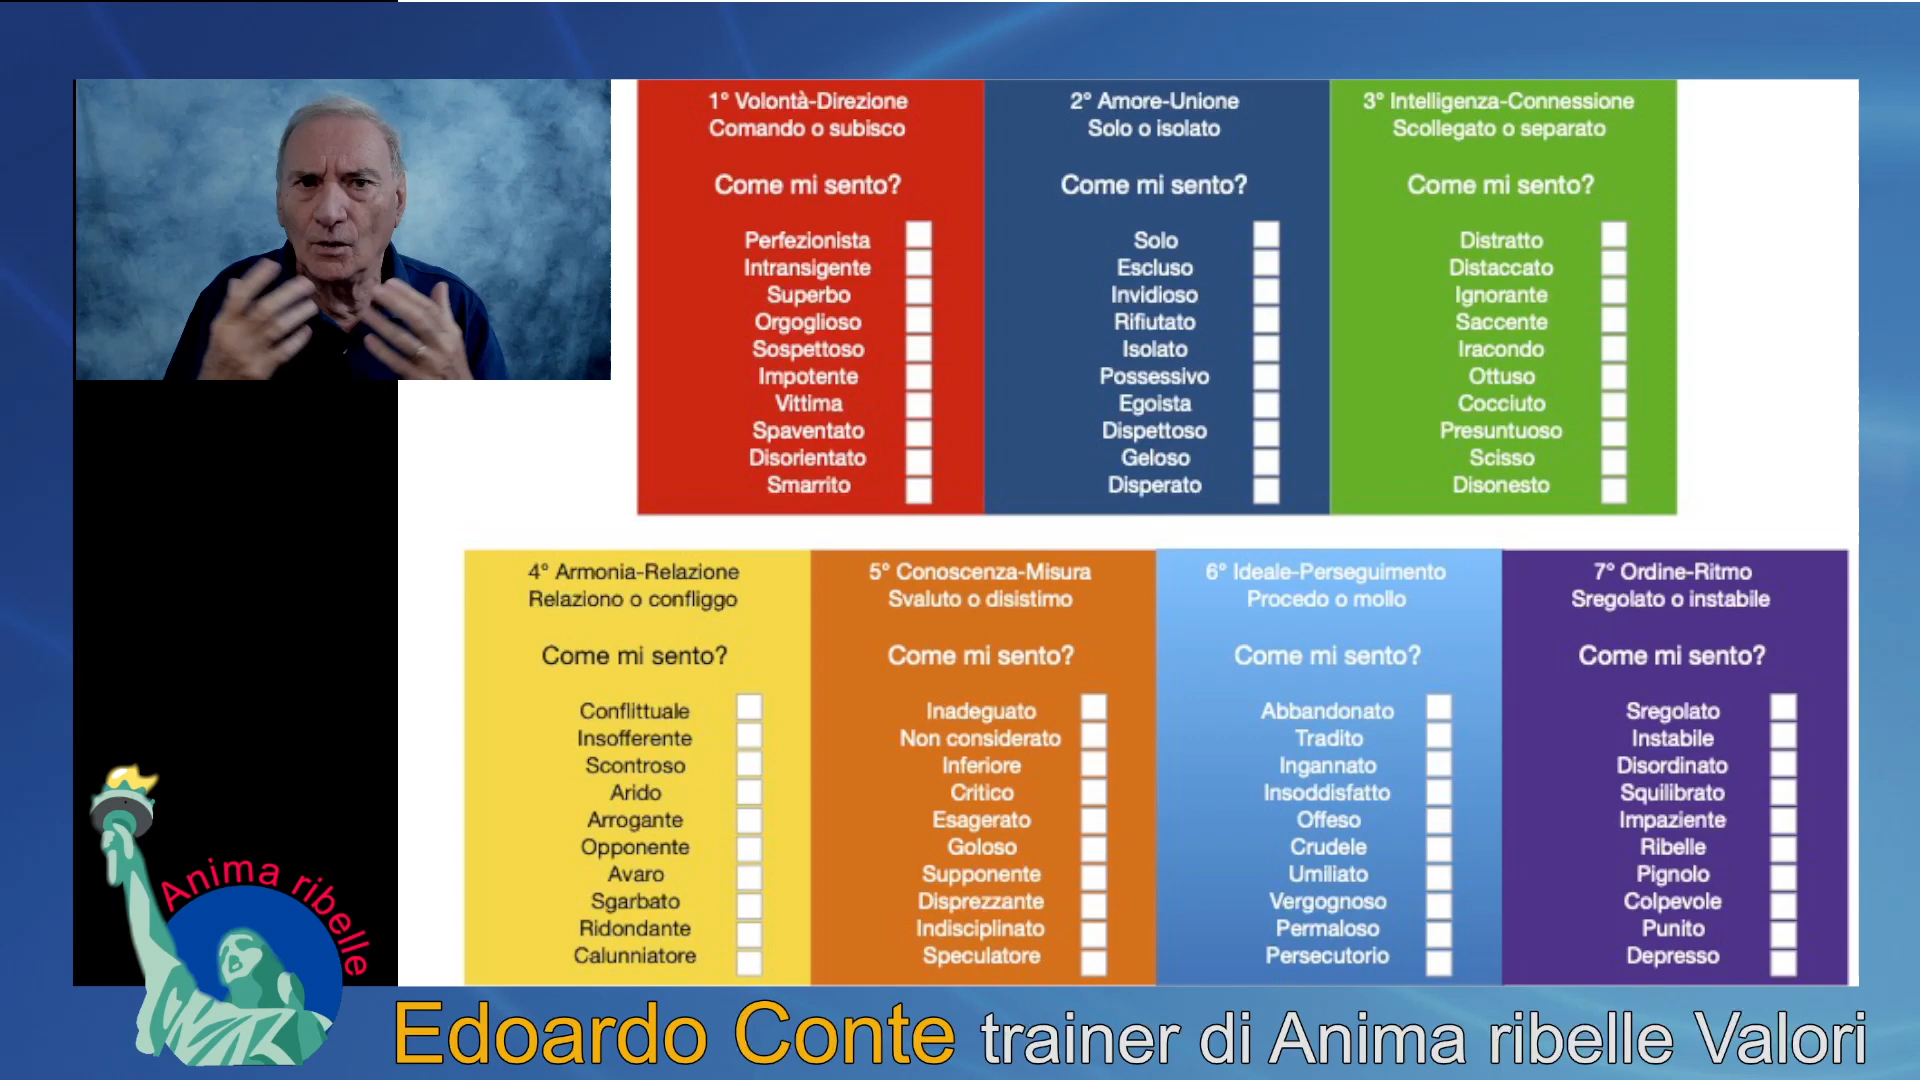 1° Volontà-Direzione
Comando o subisco
Come mi sento?
Perfezionista
Intransigente
Superbo
Orgoglioso
Sospettoso
Impotente
Vittima
Spaventato
Disorientato
Smarrito
2° Amore-Unione
Solo o isolato
Come mi sento?
Solo
Escluso
Invidioso
Rifiutato
Isolato
Possessivo
Egoista
Dispettoso
Geloso
Disperato
3° Intelligenza-Connessione
Scollegato o separato
Come mi sento?
Distratto
Distaccato
Ignorante
Saccente
Iracondo
Ottuso
Cocciuto
Presuntuoso
Scisso
Disonesto
4° Armonia-Relazione
Relaziono o confliggo
Come mi sento?
Conflittuale
Insofferente
Scontroso
Arido
Arrogante
Opponente
Avaro
Sgarbato
Ridondante
Calunniatore
5° Conoscenza-Misura
Svaluto o disistimo
Come mi sento?
Inadeguato
Non considerato
Inferiore
Critico
Esagerato
Goloso
Supponente
Disprezzante
Indisciplinato
Speculatore
6° Ideale-Perseguimento
Procedo o mollo
Come mi sento?
Abbandonato
Tradito
Ingannato
Insoddisfatto
Offeso
Crudele
Umiliato
Vergognoso
Permaloso
Persecutorio
7° Ordine-Ritmo
Sregolato o instabile
Come mi sento?
Sregolato
Instabile
Disordinato
Squilibrato
Impaziente
Ribelle
Pignolo
Colpevole
Punito
Depresso
Anima ribelle
Edoardo Conte trainer di Anima ribelle Valori